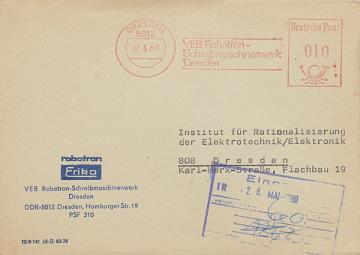 DRESDEN
8012
27.5.80
VEB Robotron-
Schreibmaschinenwerk
Dresden
Deutsche Post
010
Institut für Rationalisierung
der Elektrotechnik/Elektronik
808 Dresden
Karl-Marx-Straße, Flachbau 19
robotron
Erika
VEB Robotron-Schreibmaschinenwerk
Dresden
DDR-8012 Dresden, Hamburger Str. 19
PSF 310
IR
28. MAI 1980